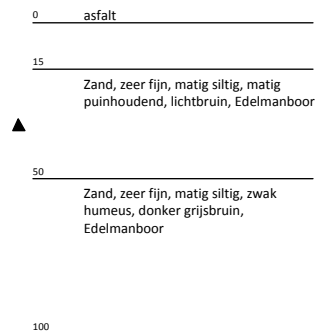 0 asfalt
15
Zand, zeer fijn, matig siltig, matig
puinhoudend, lichtbruin, Edelmanboor
50
Zand, zeer fijn, matig siltig, zwak
humeus, donker grijsbruin,
Edelmanboor
100